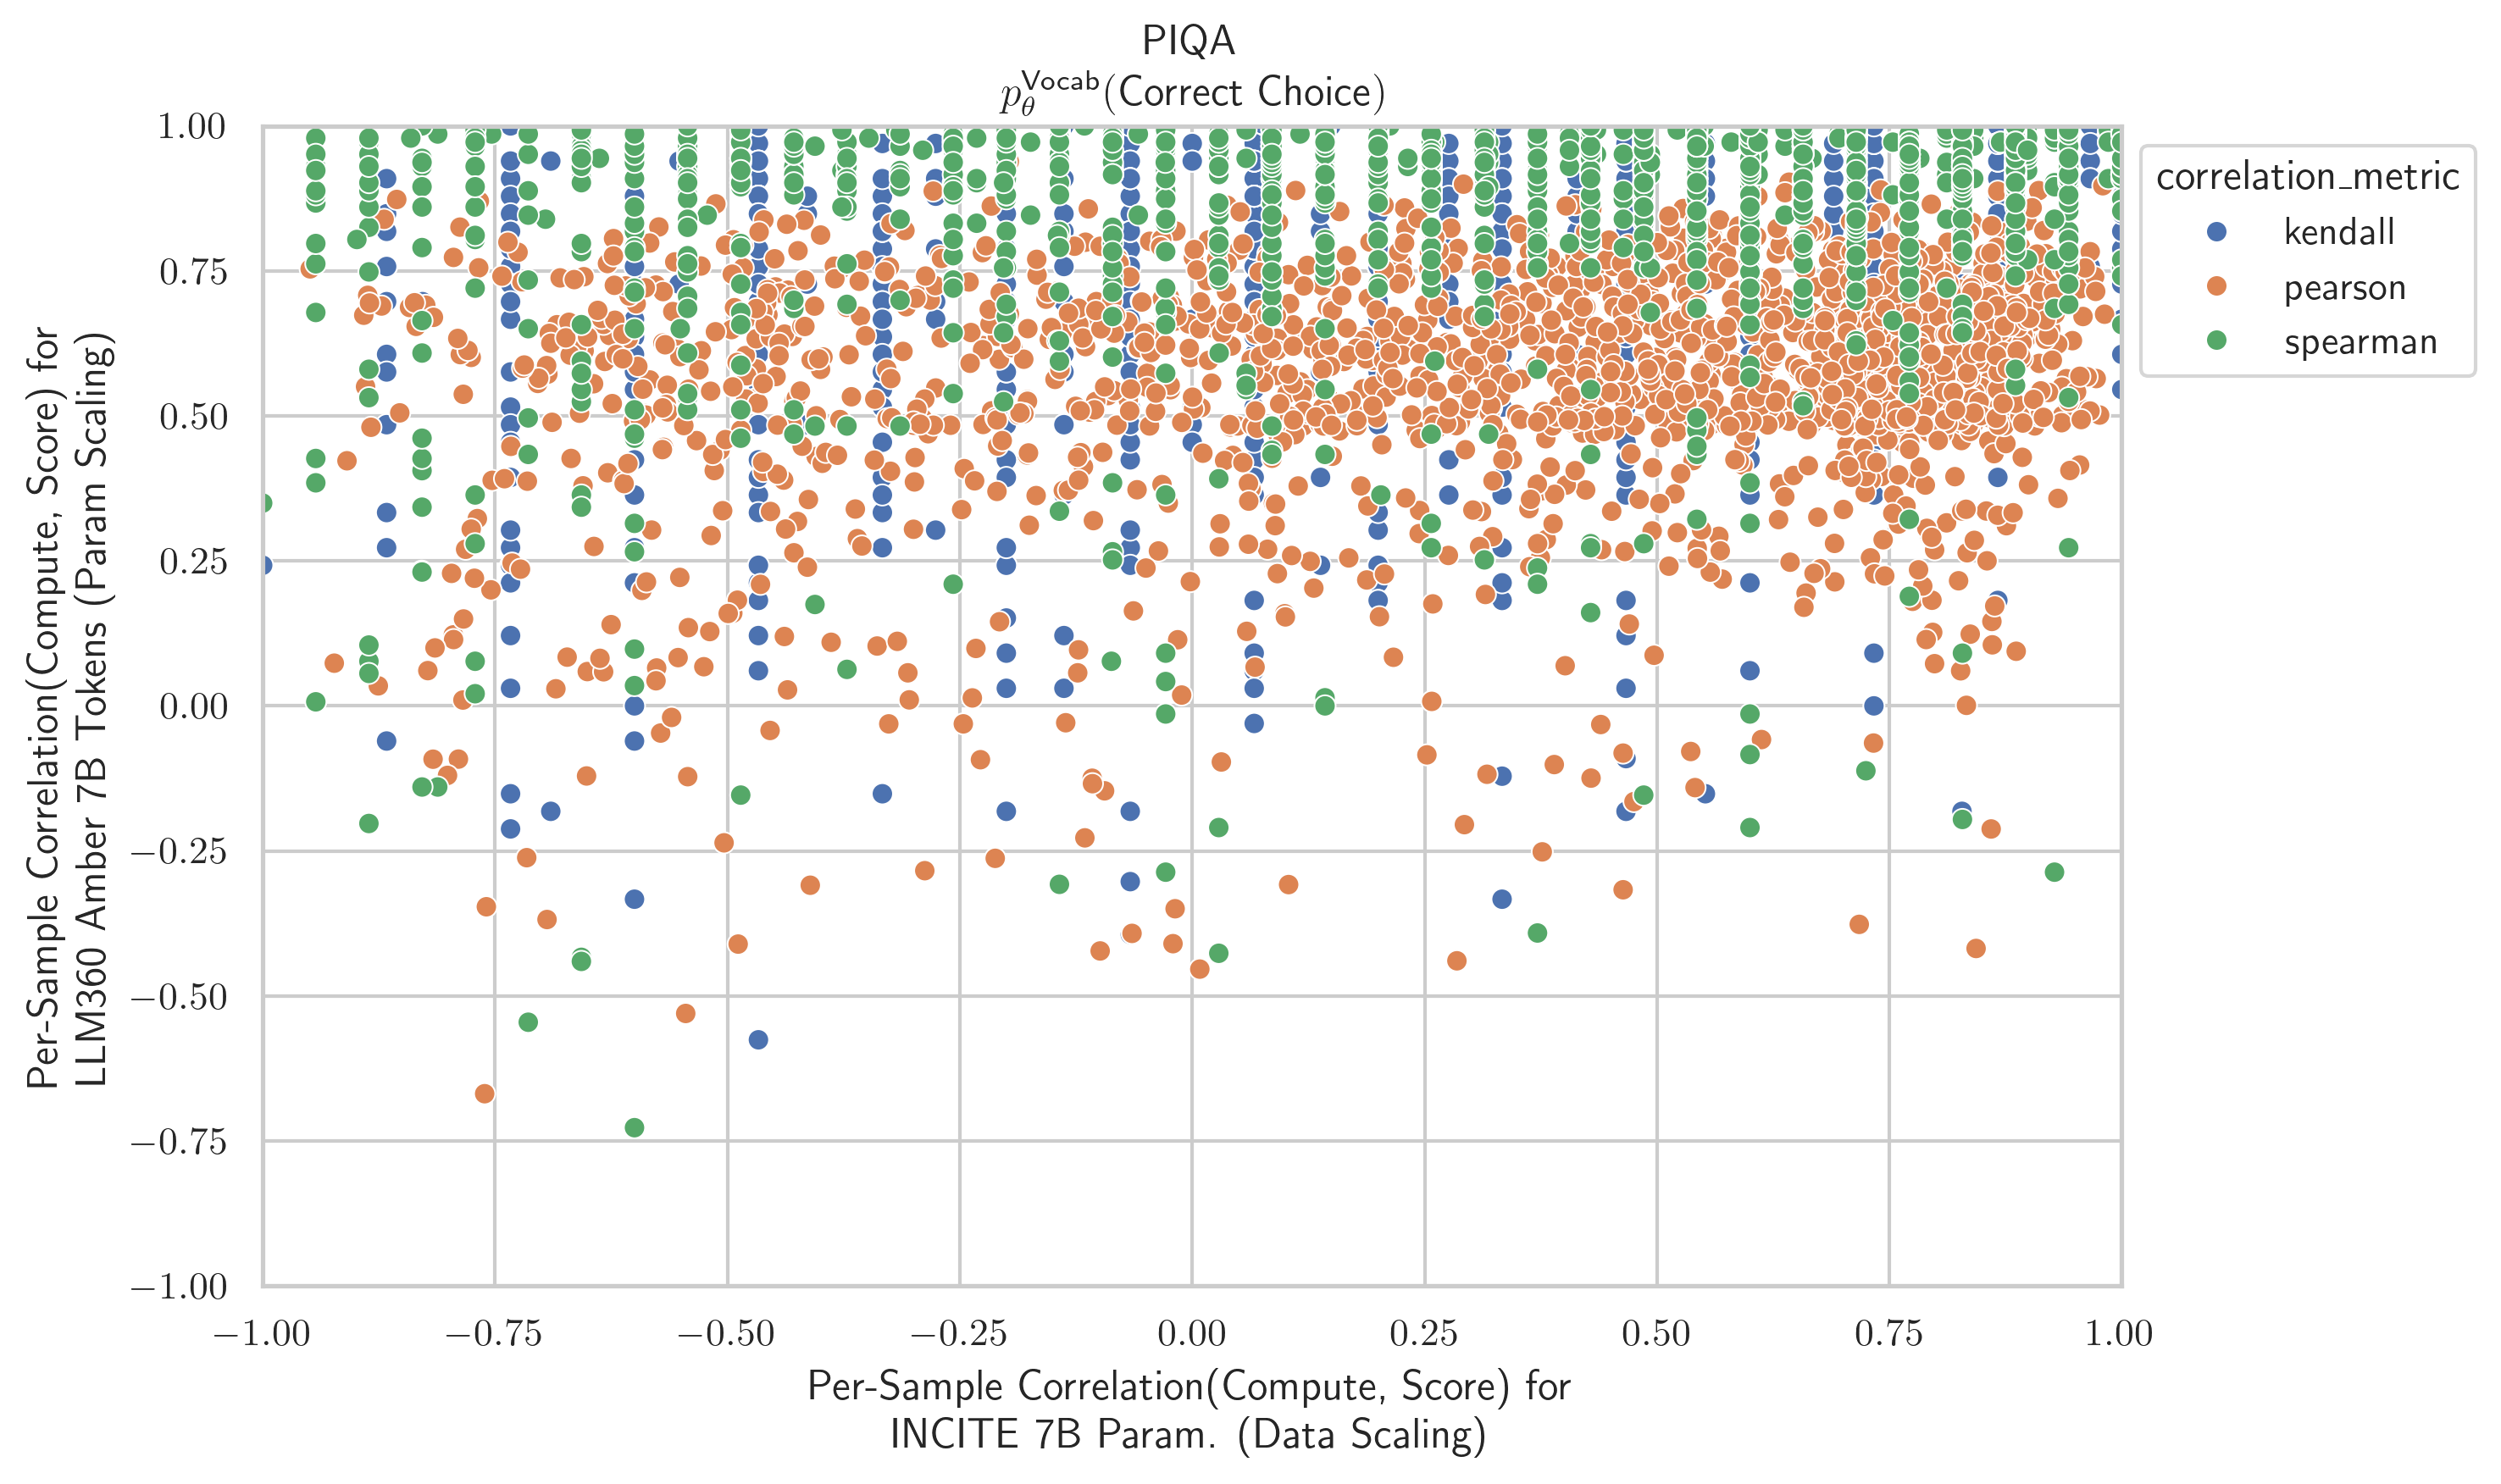 PIQA
p_θ^Vocab(Correct Choice)
Per-Sample Correlation(Compute, Score) for
LLM360 Amber 7B Tokens (Param Scaling)
1.00
0.75
0.50
0.25
0.00
−0.25
−0.50
−0.75
−1.00
−1.00 −0.75 −0.50 −0.25 0.00 0.25 0.50 0.75 1.00
Per-Sample Correlation(Compute, Score) for
INCITE 7B Param. (Data Scaling)
correlation_metric
kendall
pearson
spearman